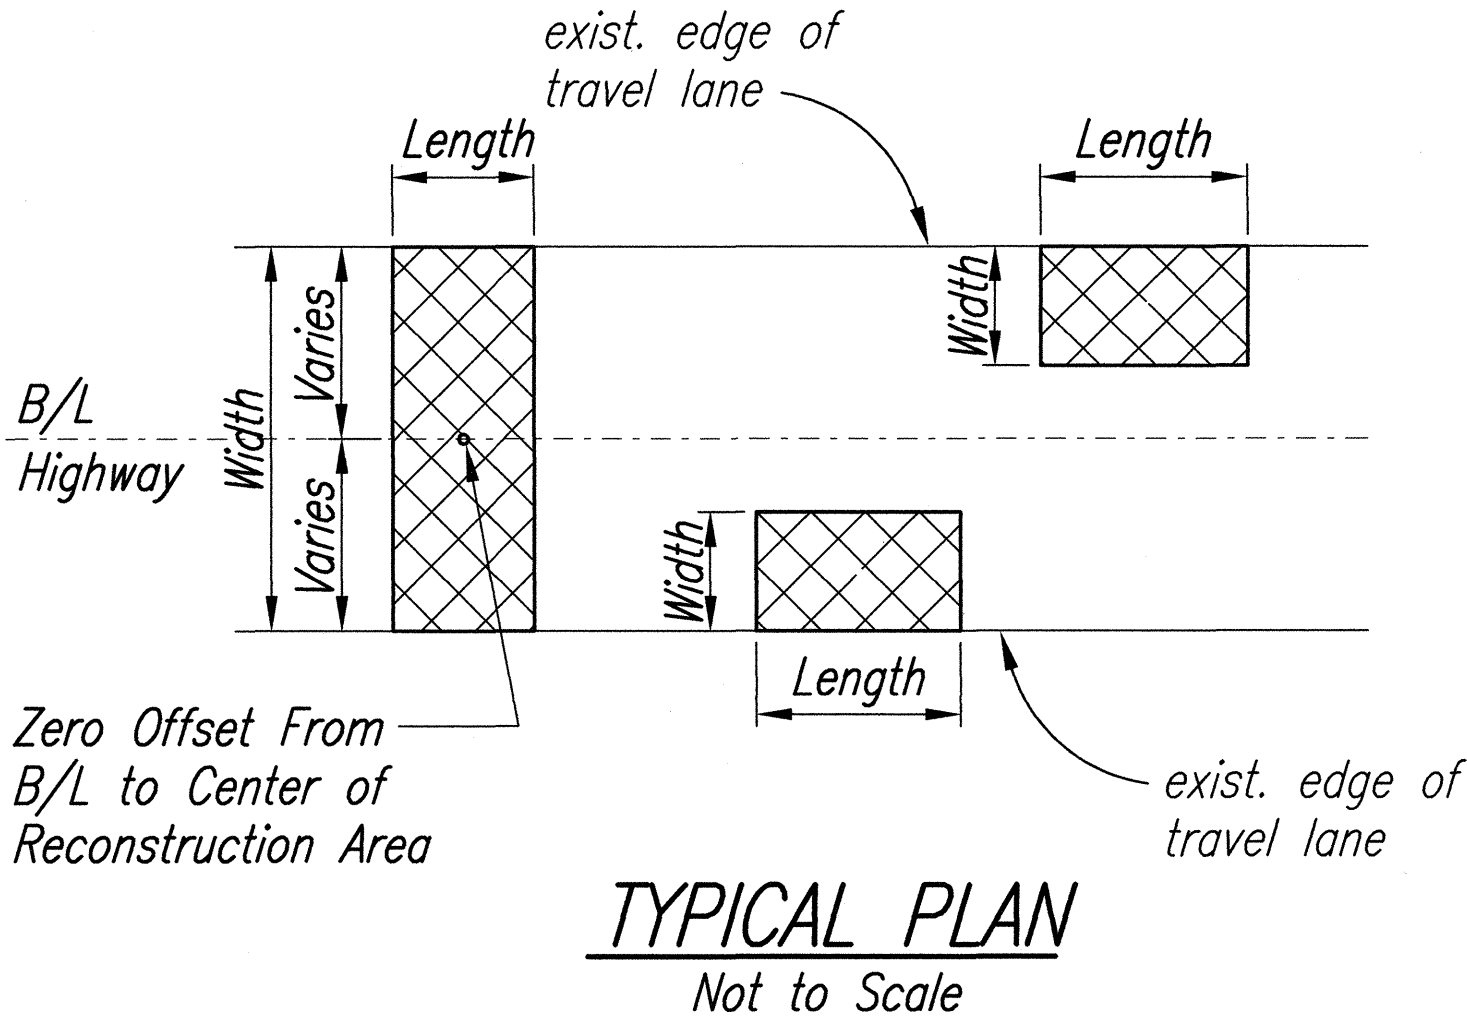 exist. edge of
travel lane
Length
Length
Width
Varies
Width
B/L
Highway
Varies
Width
Length
Zero Offset From
B/L to Center of
Reconstruction Area
exist. edge of
travel lane
TYPICAL PLAN
Not to Scale